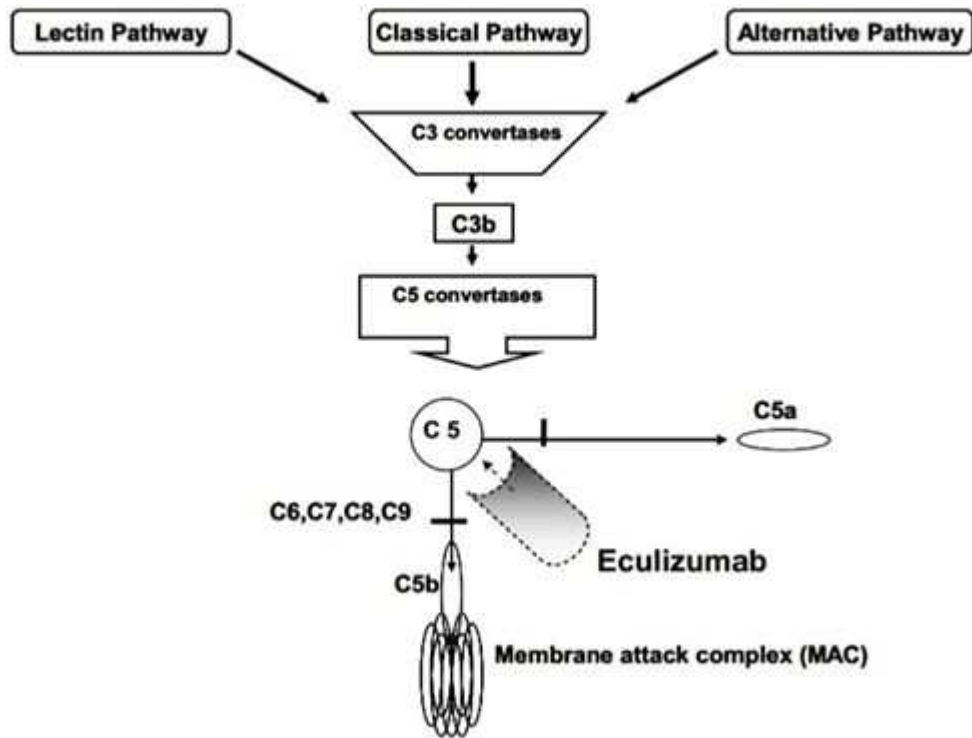 Lectin Pathway
Classical Pathway
Alternative Pathway
C3 convertases
C3b
C5 convertases
C 5
C5a
C6,C7,C8,C9
Eculizumab
C5b
Membrane attack complex (MAC)